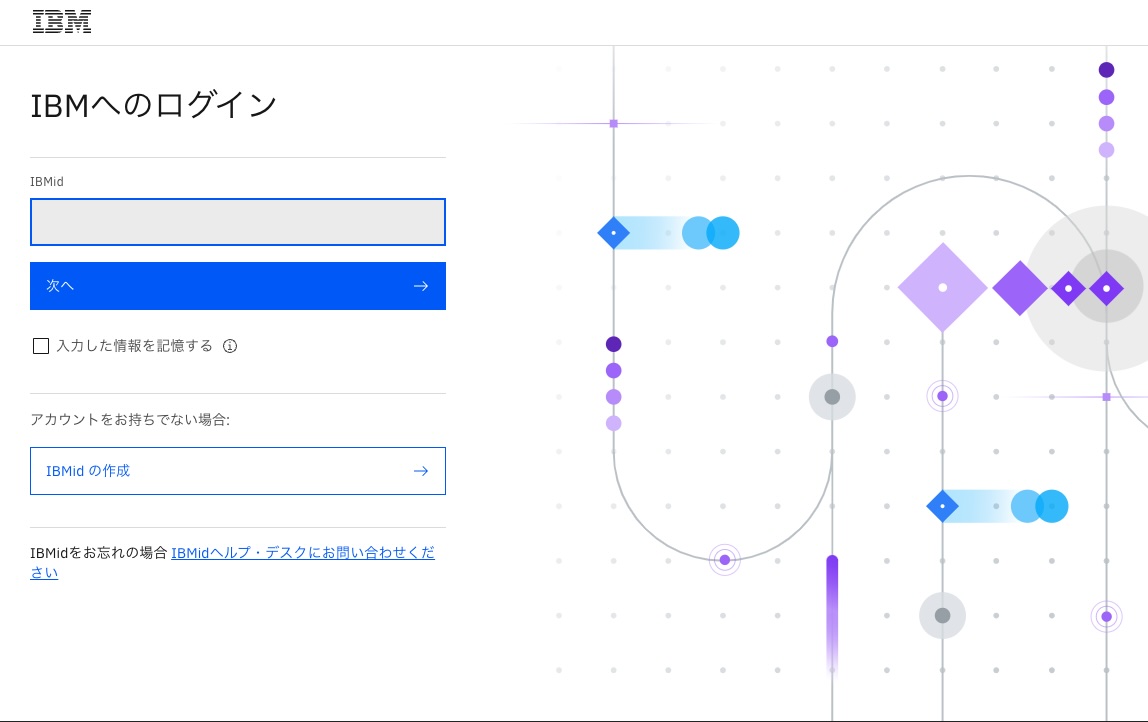 IBM
IBMへのログイン
IBMid
次へ
入力した情報を記憶する
アカウントをお持ちでない場合:
IBMid の作成
IBMidをお忘れの場合 IBMidヘルプ・デスクにお問い合わせくだ
さい